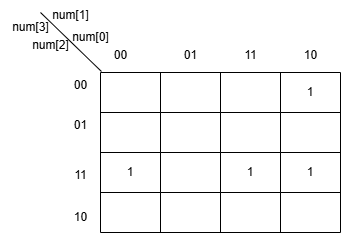 num[1]
num[3]
num[0]
num[2]
00 01 11 10
00 1
01
11 1 1 1
10